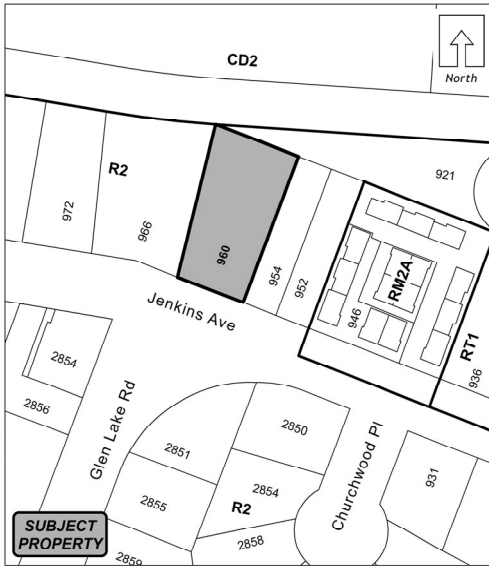 CD2
North
R2
921
972
966
960
954
952
946
RM2A
RT1
936
Jenkins Ave
2854
2856
Glen Lake Rd
2851
2855
2859
2850
2854
R2
2858
Churchwood Pl
931
SUBJECT
PROPERTY